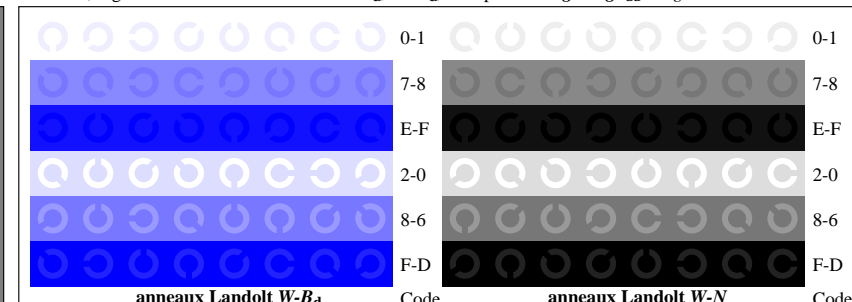 0-1 0-1
7-8 7-8
E-F E-F
2-0 2-0
8-6 8-6
F-D F-D
anneaux Landolt W-Bd Code anneaux Landolt W-N Code